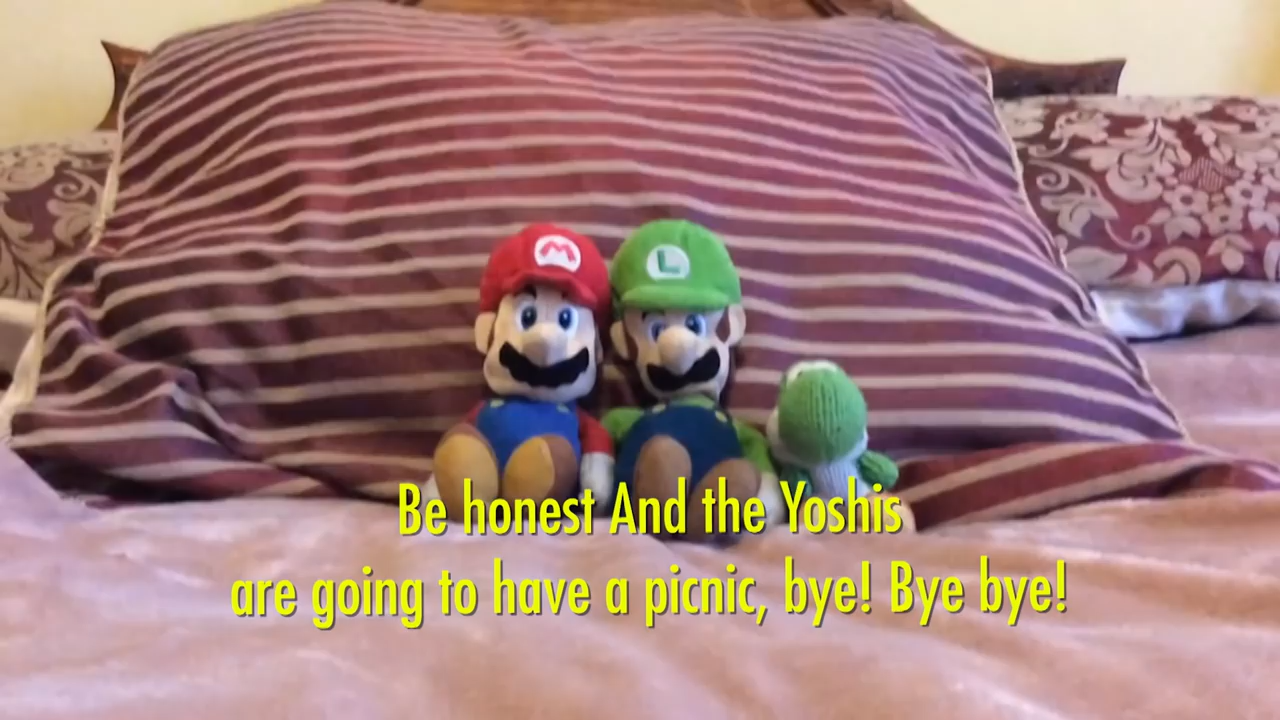 M L
Be honest And the Yoshis
are going to have a picnic, bye! Bye bye!